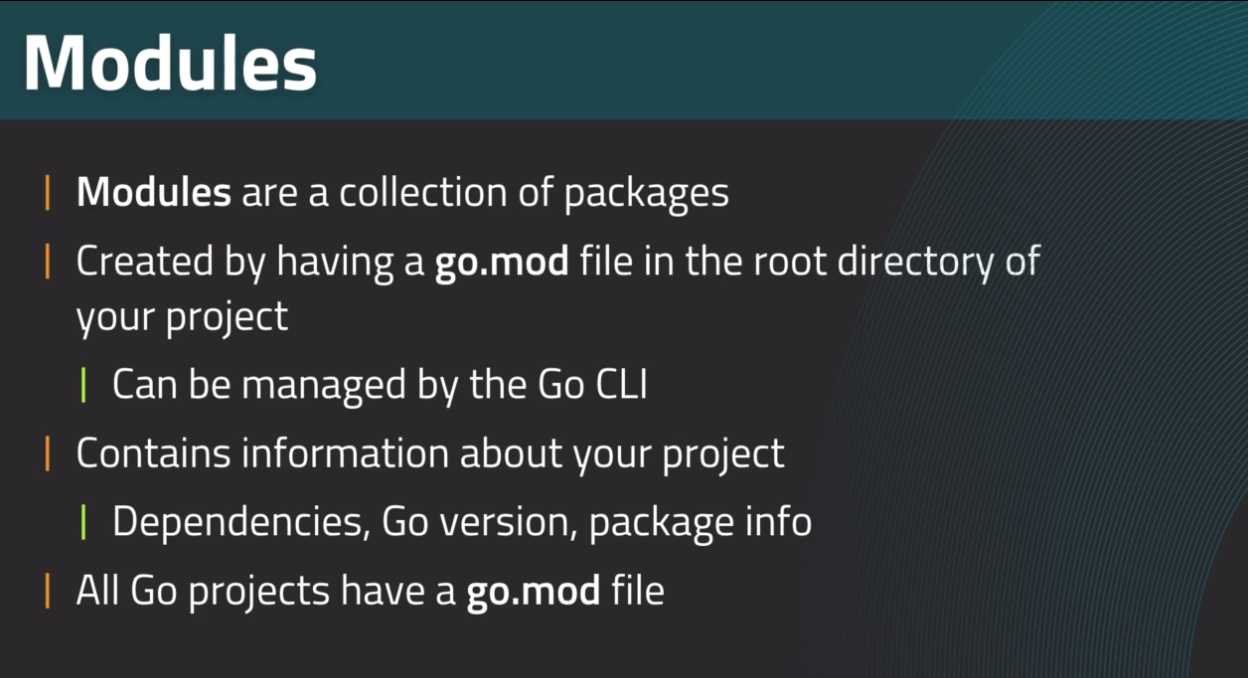 Modules
Modules are a collection of packages
Created by having a go.mod file in the root directory of
your project
Can be managed by the Go CLI
Contains information about your project
Dependencies, Go version, package info
All Go projects have a go.mod file